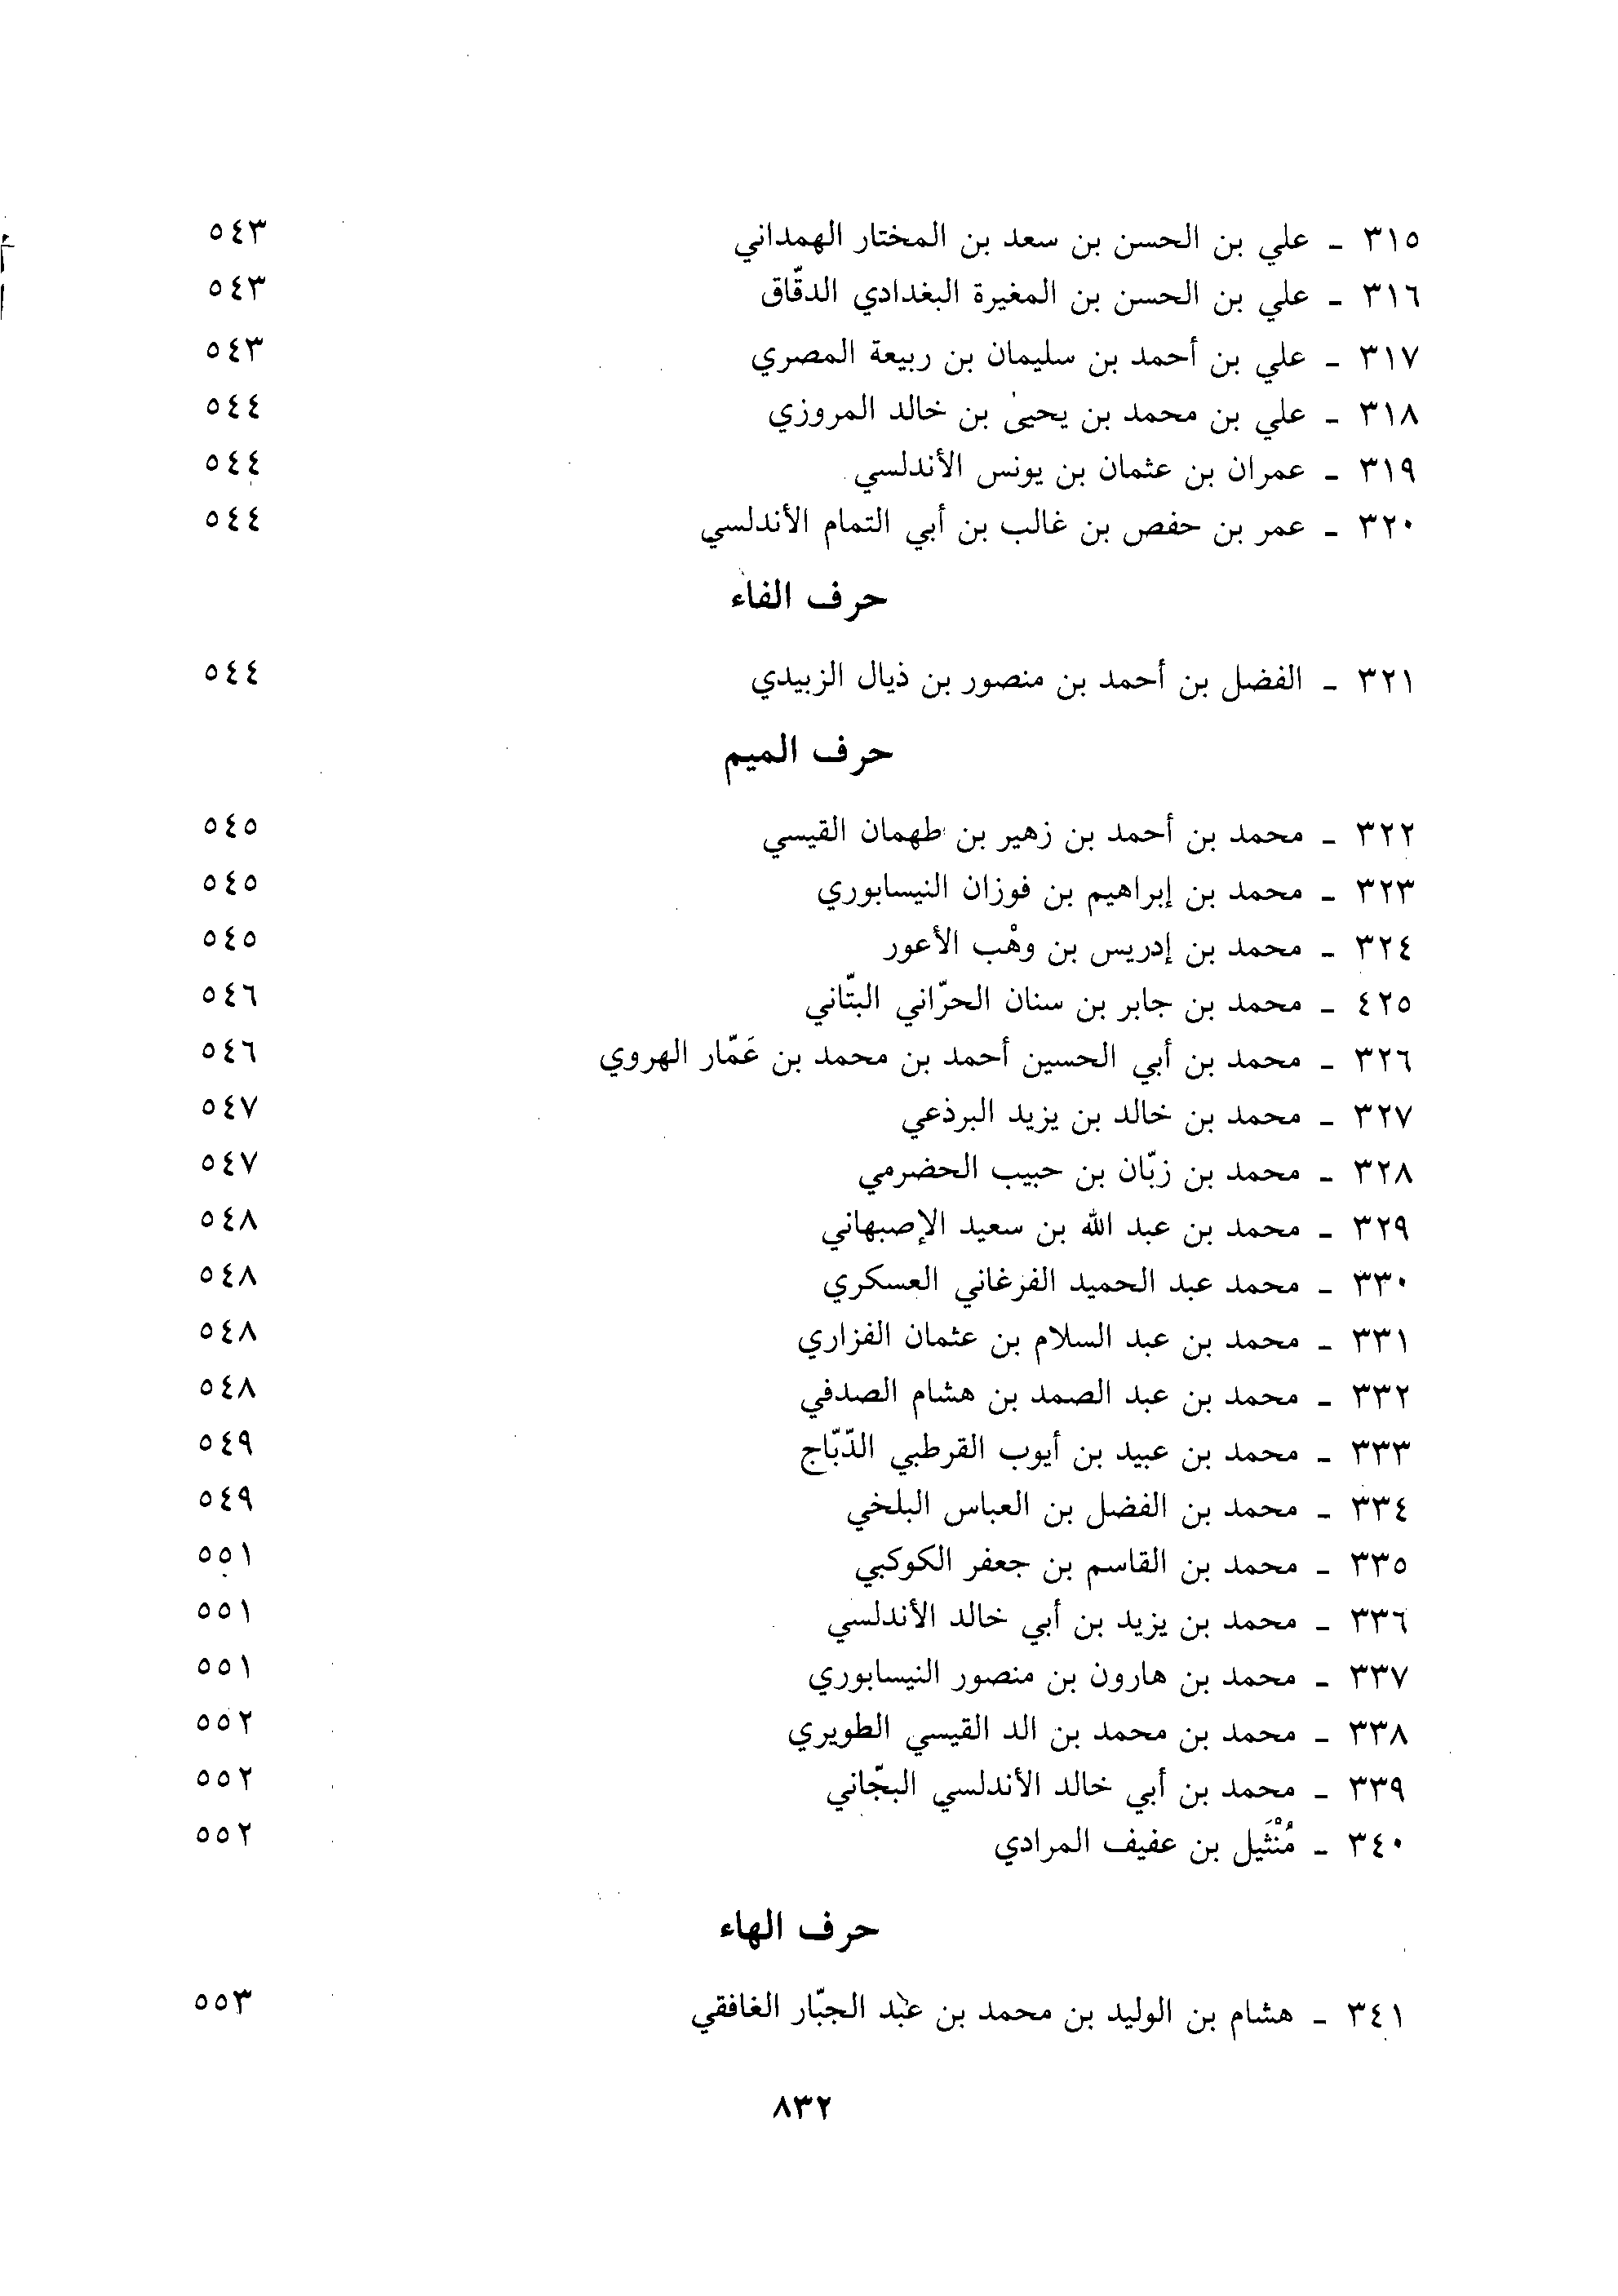 ٣١٥ ـ علي بن الحسن بن سعد بن المختار الهمداني ٥٤٣
٣١٦ ـ علي بن الحسن بن المغيرة البغدادي الدقّاق ٥٤٣
٣١٧ ـ علي بن أحمد بن سليمان بن ربيعة المصري ٥٤٣
٣١٨ ـ علي بن محمد بن يحيىٰ بن خالد المروزي ٥٤٤
٣١٩ ـ عمران بن عثمان بن يونس الأندلسي ٥٤٤
٣٢٠ ـ عمر بن حفص بن غالب بن أبي التمام الأندلسي ٥٤٤
حرف الفاء
٣٢١ ـ الفضل بن أحمد بن منصور بن ذيال الزبيدي ٥٤٤
حرف الميم
٣٢٢ ـ محمد بن أحمد بن زهير بن طهمان القيسي ٥٤٥
٣٢٣ ـ محمد بن إبراهيم بن فوزان النيسابوري ٥٤٥
٣٢٤ ـ محمد بن إدريس بن وهْب الأعور ٥٤٥
٤٢٥ ـ محمد بن جابر بن سنان الحرّاني البتّاني ٥٤٦
٣٢٦ ـ محمد بن أبي الحسين أحمد بن محمد بن عَمّار الهروي ٥٤٦
٣٢٧ ـ محمد بن خالد بن يزيد البرذعي ٥٤٧
٣٢٨ ـ محمد بن زبّان بن حبيب الحضرمي ٥٤٧
٣٢٩ ـ محمد بن عبد الله بن سعيد الإصبهاني ٥٤٨
٣٣٠ ـ محمد عبد الحميد الفرغاني العسكري ٥٤٨
٣٣١ ـ محمد بن عبد السلام بن عثمان الفزاري ٥٤٨
٣٣٢ ـ محمد بن عبد الصمد بن هشام الصدفي ٥٤٨
٣٣٣ ـ محمد بن عبيد بن أيوب القرطبي الدّبّاج ٥٤٩
٣٣٤ ـ محمد بن الفضل بن العباس البلخي ٥٤٩
٣٣٥ ـ محمد بن القاسم بن جعفر الكوكبي ٥٥١
٣٣٦ ـ محمد بن يزيد بن أبي خالد الأندلسي ٥٥١
٣٣٧ ـ محمد بن هارون بن منصور النيسابوري ٥٥١
٣٣٨ ـ محمد بن محمد بن الد القيسي الطويري ٥٥٢
٣٣٩ ـ محمد بن أبي خالد الأندلسي البجّاني ٥٥٢
٣٤٠ ـ مُنْثَيل بن عفيف المرادي ٥٥٢
حرف الهاء
٣٤١ ـ هشام بن الوليد بن محمد بن عبد الجبّار الغافقي ٥٥٣
٨٣٢